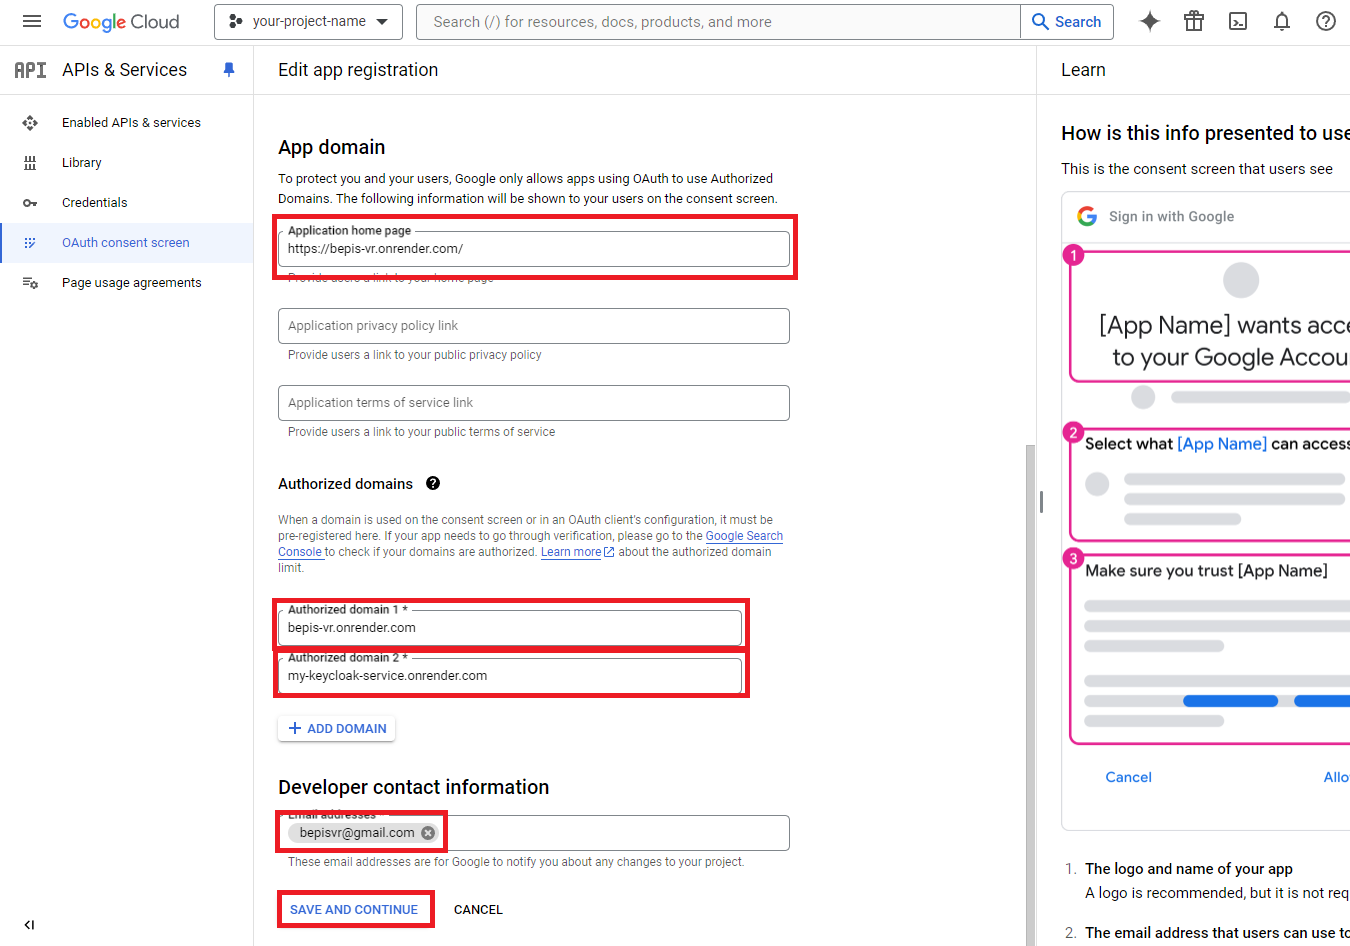 Google Cloud
your-project-name
Search (/) for resources, docs, products, and more
Search
API APIs & Services
Edit app registration
Learn
Enabled APIs & services
Library
Credentials
OAuth consent screen
Page usage agreements
App domain
To protect you and your users, Google only allows apps using OAuth to use Authorized
Domains. The following information will be shown to your users on the consent screen.
Application home page
https://bepis-vr.onrender.com/
Provide users a link to your home page
Application privacy policy link
Provide users a link to your public privacy policy
Application terms of service link
Provide users a link to your public terms of service
Authorized domains
When a domain is used on the consent screen or in an OAuth client's configuration, it must be
pre-registered here. If your app needs to go through verification, please go to the Google Search
Console to check if your domains are authorized. Learn more about the authorized domain
limit.
Authorized domain 1 *
bepis-vr.onrender.com
Authorized domain 2 *
my-keycloak-service.onrender.com
+ ADD DOMAIN
Developer contact information
Email addresses
bepisvr@gmail.com
These email addresses are for Google to notify you about any changes to your project.
SAVE AND CONTINUE
CANCEL
How is this info presented to use
This is the consent screen that users see
Sign in with Google
1
[App Name] wants acce
to your Google Accou
2
Select what [App Name] can access
3
Make sure you trust [App Name]
Cancel
Allo
1. The logo and name of your app
A logo is recommended, but it is not req
2. The email address that users can use to